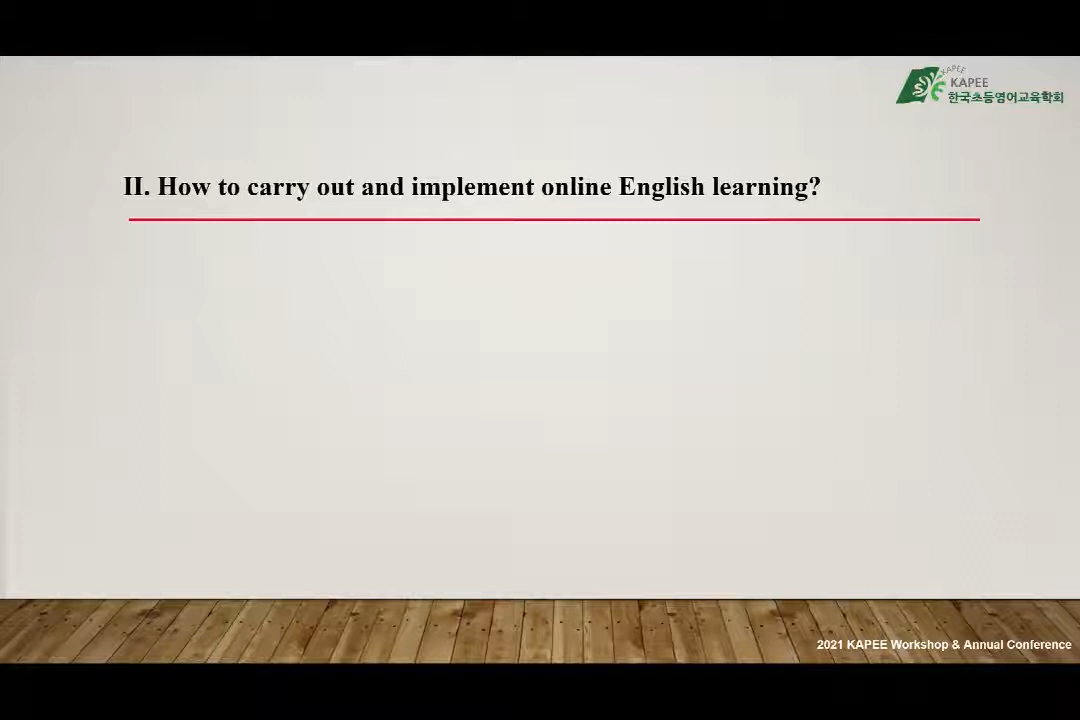 KAPEE
KAPEE
한국초등영어교육학회
II. How to carry out and implement online English learning?
2021 KAPEE Workshop & Annual Conference